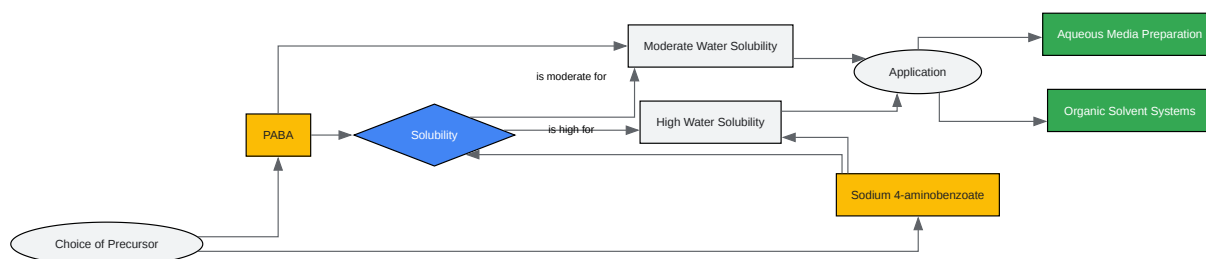 Aqueous Media Preparation
Moderate Water Solubility
Application
is moderate for
Organic Solvent Systems
High Water Solubility
PABA
Solubility
is high for
Sodium 4-aminobenzoate
Choice of Precursor